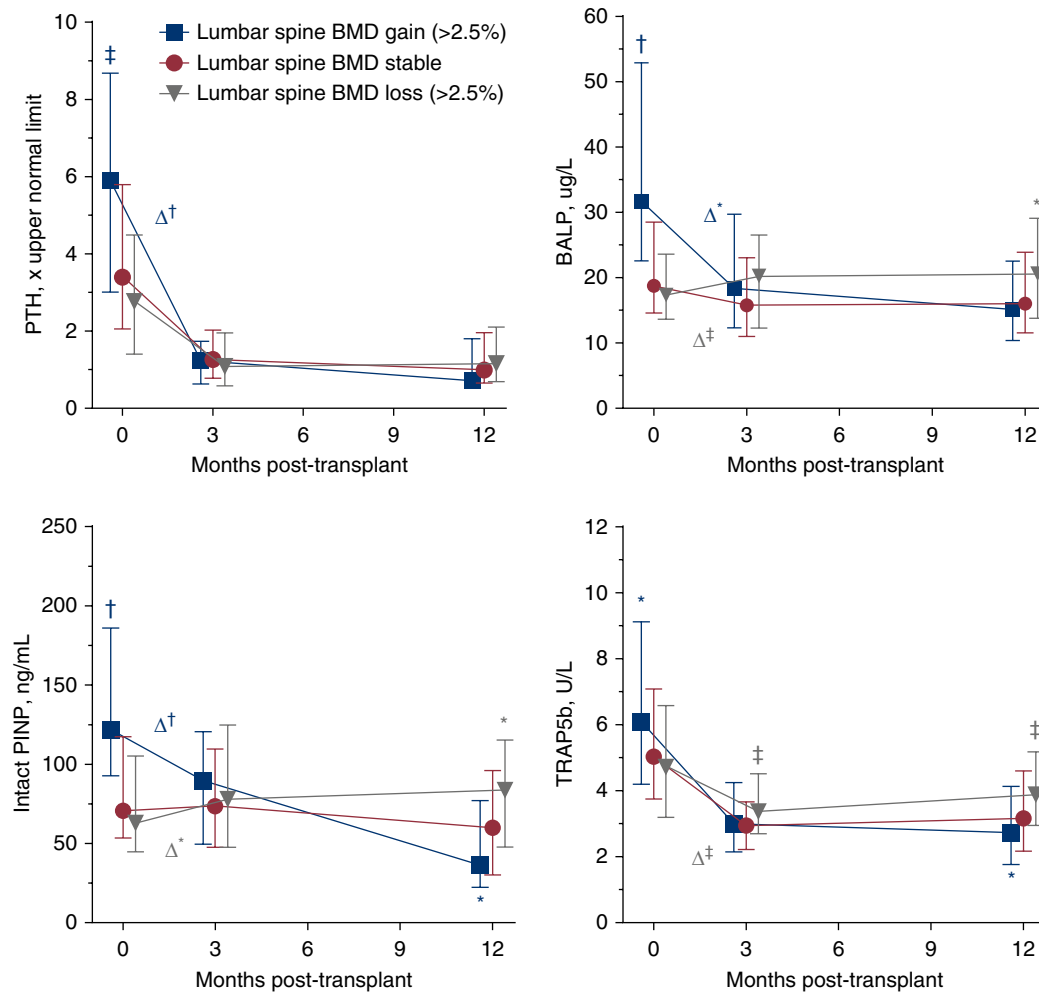 PTH, x upper normal limit
10
8
6
4
2
0
‡
Lumbar spine BMD gain (>2.5%)
Lumbar spine BMD stable
Lumbar spine BMD loss (>2.5%)
Δ†
0 3 6 9 12
Months post-transplant
BALP, ug/L
60
50
40
30
20
10
0
†
Δ*
*
Δ‡
0 3 6 9 12
Months post-transplant
Intact PINP, ng/mL
250
200
150
100
50
0
†
Δ†
*
Δ*
*
0 3 6 9 12
Months post-transplant
TRAP5b, U/L
12
10
8
6
4
2
0
*
‡
‡
Δ‡
*
0 3 6 9 12
Months post-transplant